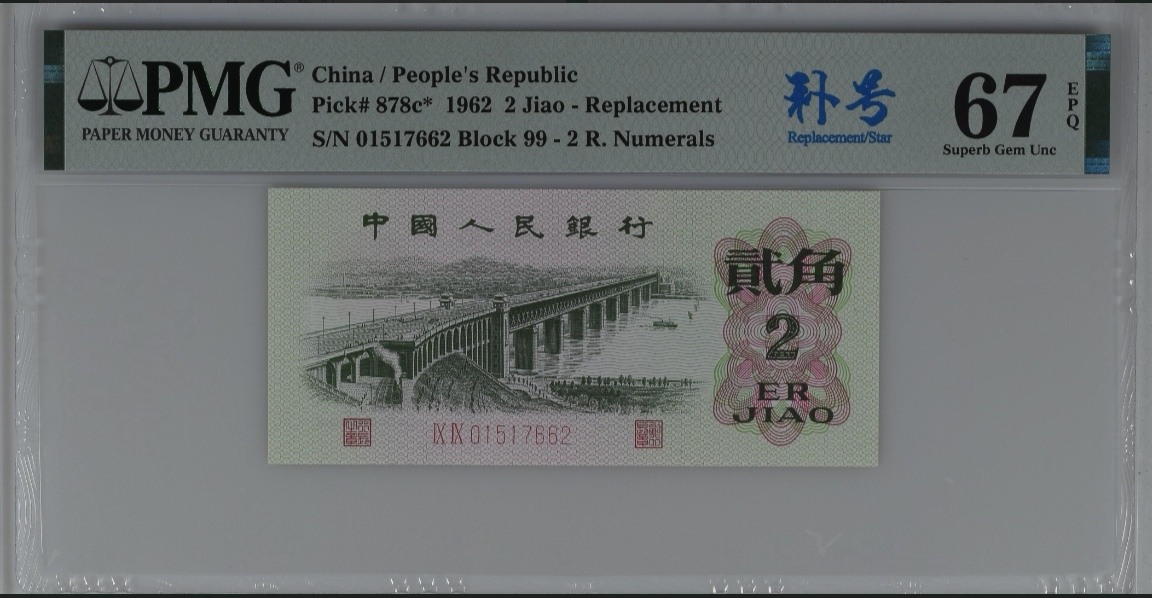 PMG®
PAPER MONEY GUARANTY
China / People's Republic
Pick# 878c* 1962 2 Jiao - Replacement
S/N 01517662 Block 99 - 2 R. Numerals
补号
Replacement/Star
67
EPQ
Superb Gem Unc
中國人民銀行
貳角
2
ER
JIAO
ⅨⅨ 01517662